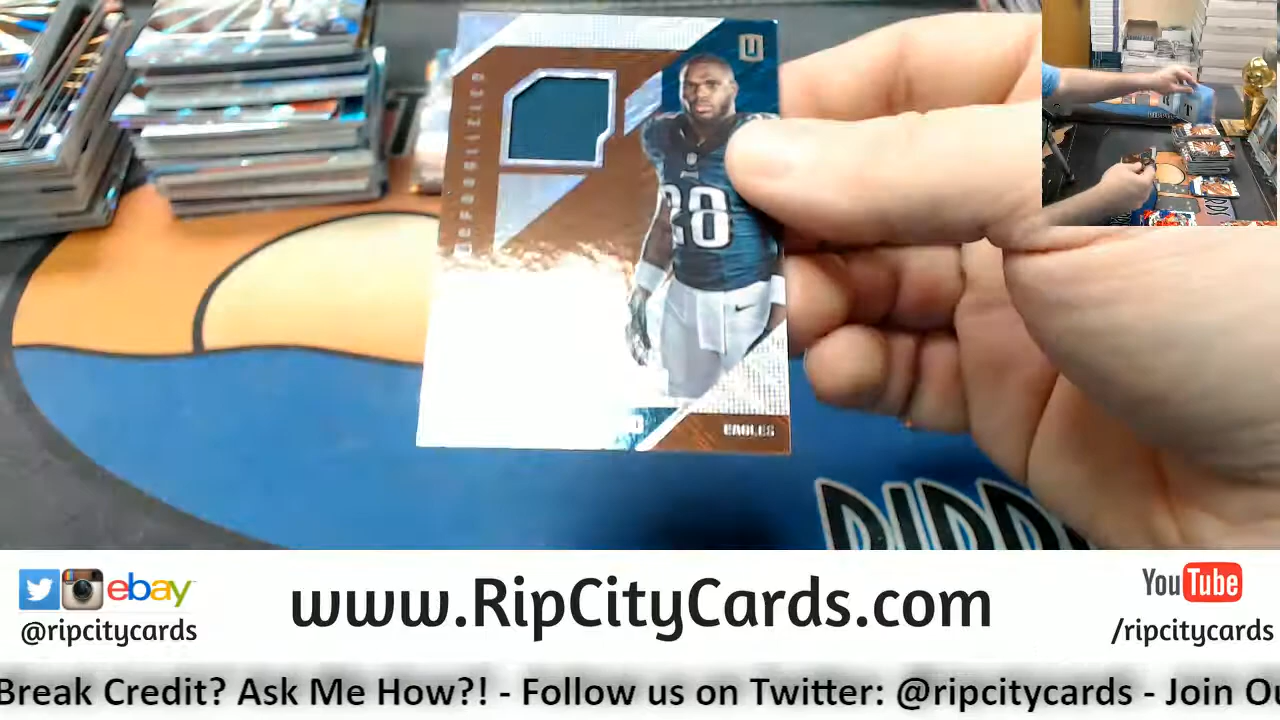 U
28
EAGLES
ebay
@ripcitycards
www.RipCityCards.com
YouTube
/ripcitycards
Break Credit? Ask Me How?! - Follow us on Twitter: @ripcitycards - Join Ou